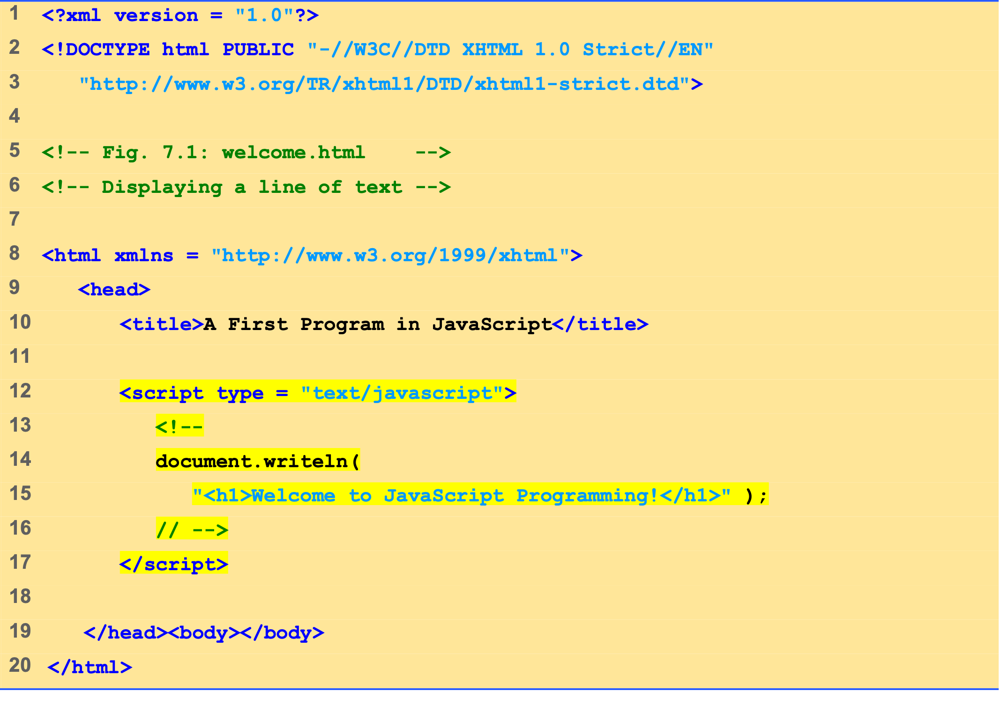 1 <?xml version = "1.0"?>
2 <!DOCTYPE html PUBLIC "-//W3C//DTD XHTML 1.0 Strict//EN"
3    "http://www.w3.org/TR/xhtml1/DTD/xhtml1-strict.dtd">
4
5 <!-- Fig. 7.1: welcome.html    -->
6 <!-- Displaying a line of text -->
7
8 <html xmlns = "http://www.w3.org/1999/xhtml">
9    <head>
10       <title>A First Program in JavaScript</title>
11
12       <script type = "text/javascript">
13          <!--
14          document.writeln(
15             "<h1>Welcome to JavaScript Programming!</h1>" );
16          // -->
17       </script>
18
19    </head><body></body>
20 </html>